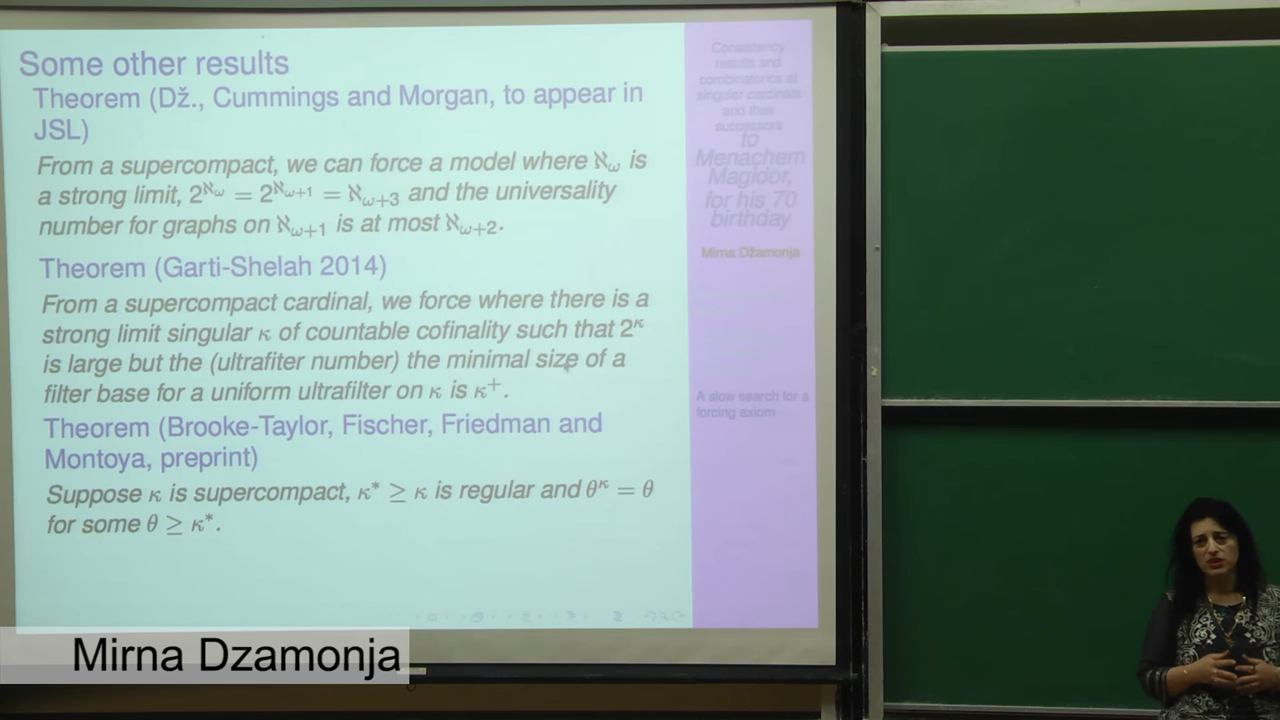 Some other results
Theorem (Dž., Cummings and Morgan, to appear in
JSL)
From a supercompact, we can force a model where ℵ_ω is
a strong limit, 2^{ℵ_ω} = 2^{ℵ_{ω+1}} = ℵ_{ω+3} and the universality
number for graphs on ℵ_{ω+1} is at most ℵ_{ω+2}.
Theorem (Garti-Shelah 2014)
From a supercompact cardinal, we force where there is a
strong limit singular κ of countable cofinality such that 2^κ
is large but the (ultrafiter number) the minimal size of a
filter base for a uniform ultrafilter on κ is κ⁺.
Theorem (Brooke-Taylor, Fischer, Friedman and
Montoya, preprint)
Suppose κ is supercompact, κ* ≥ κ is regular and θ^κ = θ
for some θ ≥ κ*.
Consistency
results and
combinatorics at
singular cardinals
and their
successors
to
Menachem
Magidor,
for his 70
birthday
Mirna Džamonja
A slow search for a
forcing axiom
Mirna Dzamonja